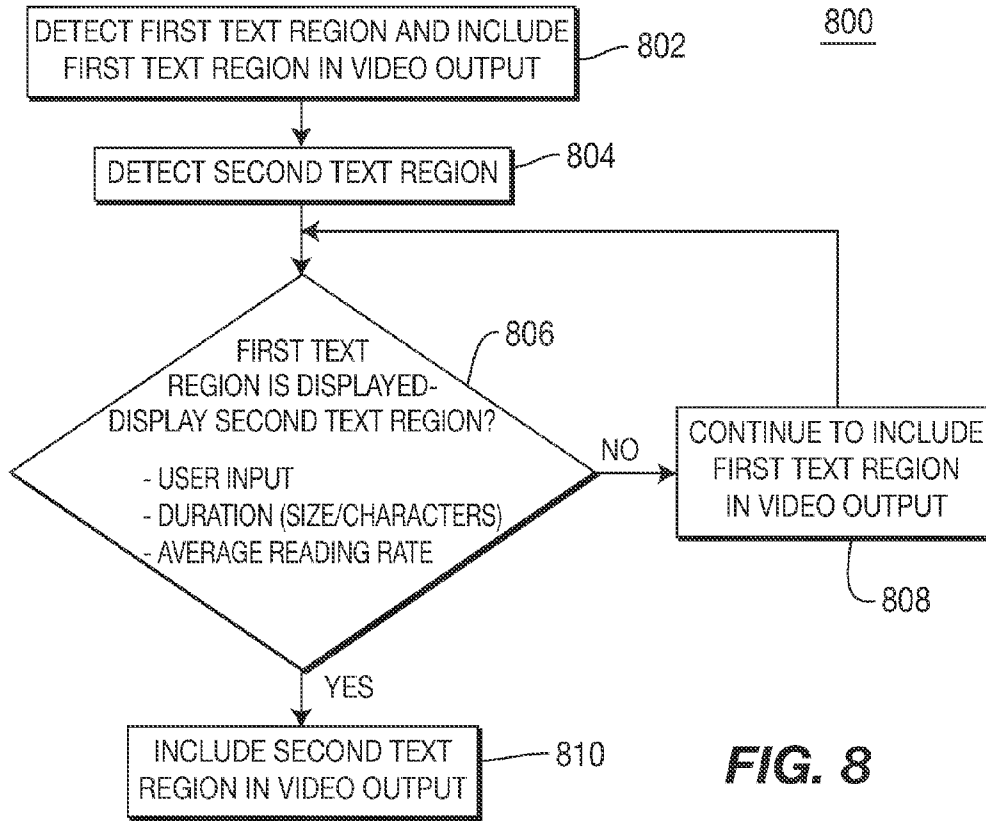 800
DETECT FIRST TEXT REGION AND INCLUDE
FIRST TEXT REGION IN VIDEO OUTPUT
802
DETECT SECOND TEXT REGION
804
FIRST TEXT
REGION IS DISPLAYED-
DISPLAY SECOND TEXT REGION?
- USER INPUT
- DURATION (SIZE/CHARACTERS)
- AVERAGE READING RATE
806
NO
CONTINUE TO INCLUDE
FIRST TEXT REGION
IN VIDEO OUTPUT
808
YES
INCLUDE SECOND TEXT
REGION IN VIDEO OUTPUT
810
FIG. 8